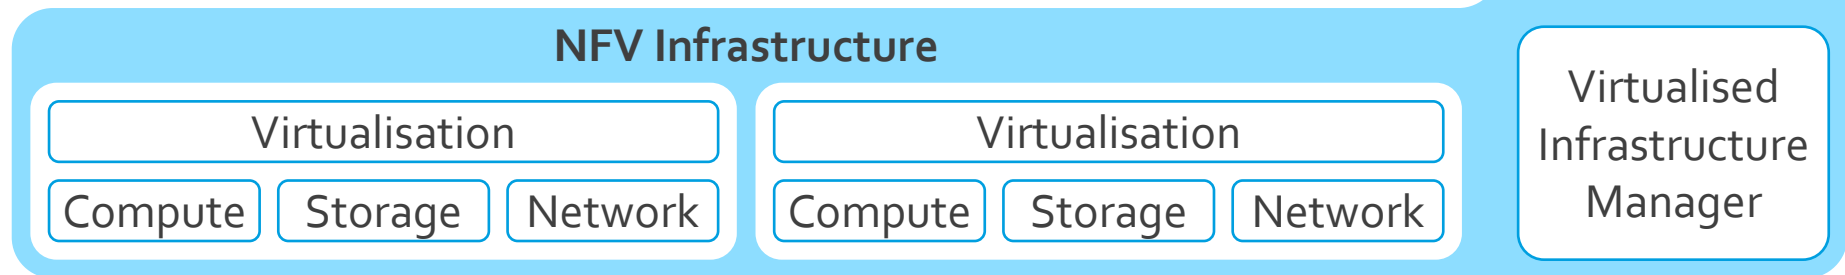 NFV Infrastructure
Virtualisation
Compute Storage Network
Virtualisation
Compute Storage Network
Virtualised
Infrastructure
Manager